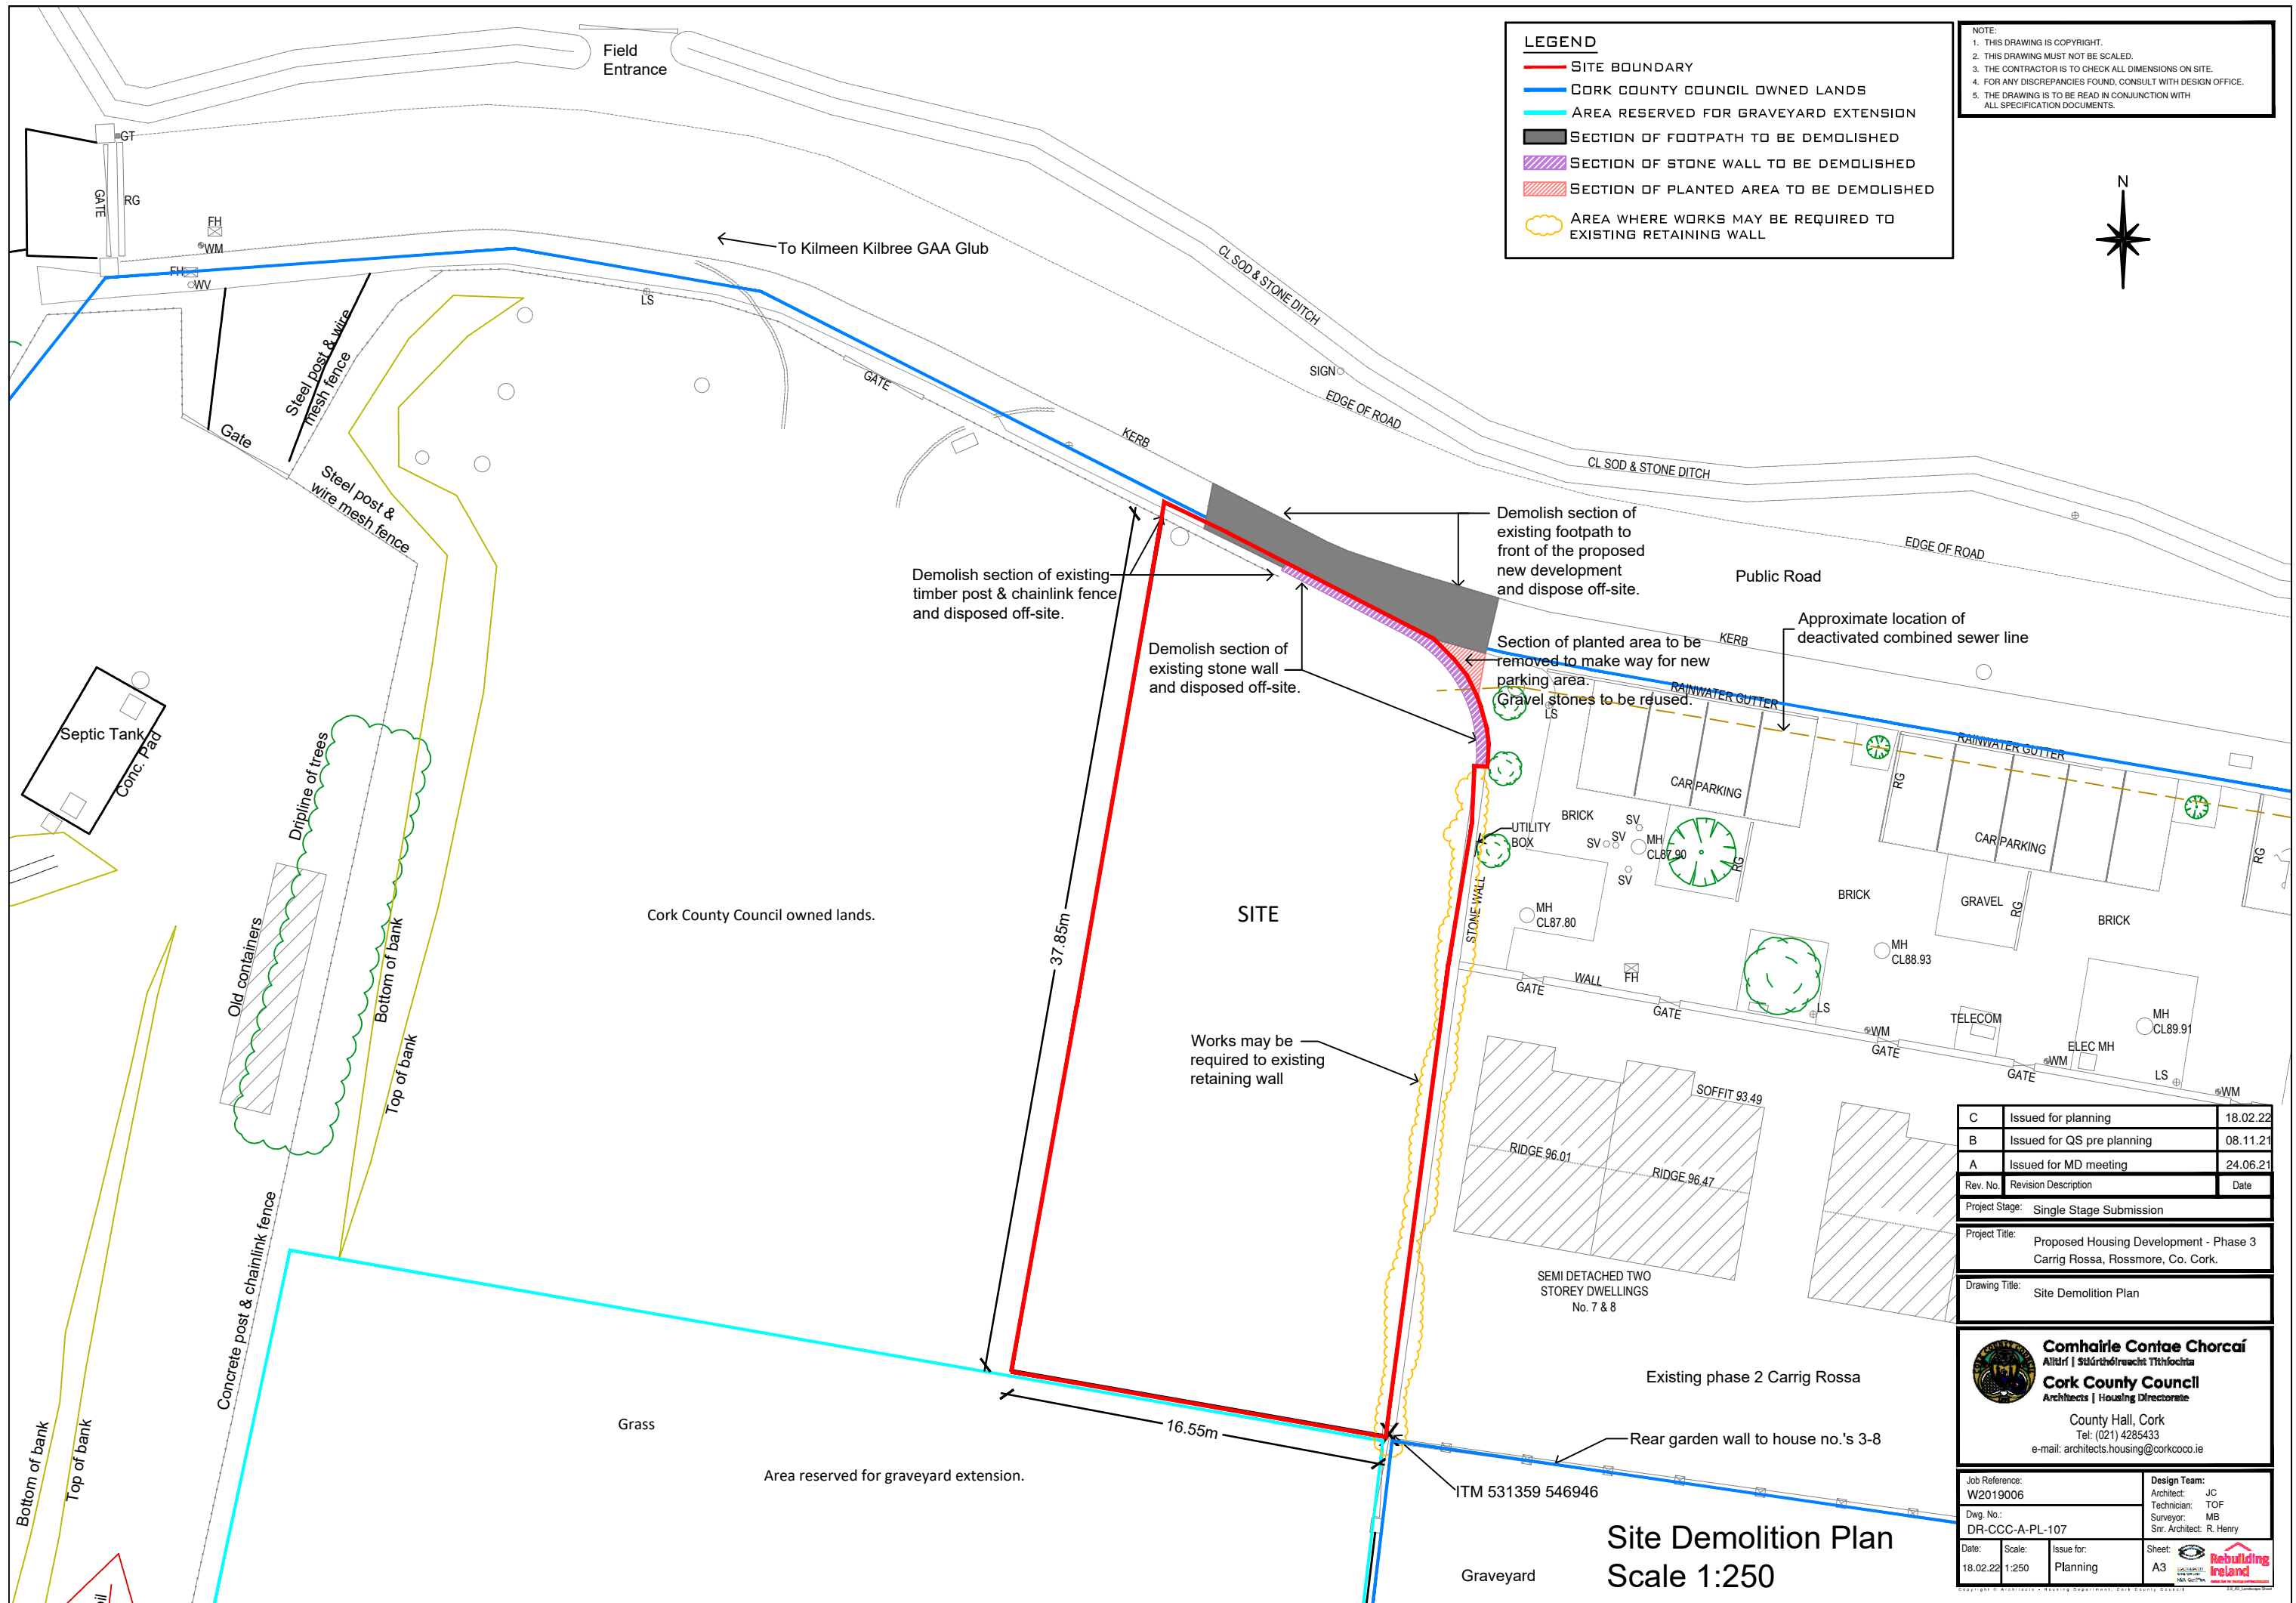 Field
Entrance
GT
GATE
RG
FH
WM
FH
WV
To Kilmeen Kilbree GAA Glub
LS
Steel post & wire
mesh fence
Gate
Steel post &
wire mesh fence
GATE
KERB
CL SOD & STONE DITCH
SIGN
EDGE OF ROAD
CL SOD & STONE DITCH
EDGE OF ROAD
Public Road
KERB
LEGEND
SITE BOUNDARY
CORK COUNTY COUNCIL OWNED LANDS
AREA RESERVED FOR GRAVEYARD EXTENSION
SECTION OF FOOTPATH TO BE DEMOLISHED
SECTION OF STONE WALL TO BE DEMOLISHED
SECTION OF PLANTED AREA TO BE DEMOLISHED
AREA WHERE WORKS MAY BE REQUIRED TO
EXISTING RETAINING WALL
NOTE:
1. THIS DRAWING IS COPYRIGHT.
2. THIS DRAWING MUST NOT BE SCALED.
3. THE CONTRACTOR IS TO CHECK ALL DIMENSIONS ON SITE.
4. FOR ANY DISCREPANCIES FOUND, CONSULT WITH DESIGN OFFICE.
5. THE DRAWING IS TO BE READ IN CONJUNCTION WITH
ALL SPECIFICATION DOCUMENTS.
N
Demolish section of
existing footpath to
front of the proposed
new development
and dispose off-site.
Demolish section of existing
timber post & chainlink fence
and disposed off-site.
Demolish section of
existing stone wall
and disposed off-site.
Section of planted area to be
removed to make way for new
parking area.
Gravel stones to be reused.
Approximate location of
deactivated combined sewer line
RAINWATER GUTTER
LS
RAINWATER GUTTER
CAR PARKING
RG
CAR PARKING
RG
BRICK
SV
SV
SV
MH
CL87.90
SV
RG
UTILITY
BOX
STONE WALL
MH
CL87.80
BRICK
GRAVEL
RG
BRICK
MH
CL88.93
FH
WALL
GATE
GATE
LS
WM
GATE
TELECOM
ELEC MH
WM
GATE
MH
CL89.91
LS
WM
Septic Tank
Conc. Pad
Dripline of trees
Old containers
Bottom of bank
Top of bank
Concrete post & chainlink fence
Cork County Council owned lands.
SITE
37.85m
Works may be
required to existing
retaining wall
SOFFIT 93.49
RIDGE 96.01
RIDGE 96.47
SEMI DETACHED TWO
STOREY DWELLINGS
No. 7 & 8
Existing phase 2 Carrig Rossa
16.55m
Grass
Area reserved for graveyard extension.
Rear garden wall to house no.'s 3-8
ITM 531359 546946
Graveyard
Bottom of bank
Top of bank
Site Demolition Plan
Scale 1:250
C Issued for planning 18.02.22
B Issued for QS pre planning 08.11.21
A Issued for MD meeting 24.06.21
Rev. No. Revision Description Date
Project Stage: Single Stage Submission
Project Title: Proposed Housing Development - Phase 3
Carrig Rossa, Rossmore, Co. Cork.
Drawing Title: Site Demolition Plan
Comhairle Contae Chorcaí
Ailtirí | Stiúrthóireacht Tithíochta
Cork County Council
Architects | Housing Directorate
County Hall, Cork
Tel: (021) 4285433
e-mail: architects.housing@corkcoco.ie
Job Reference:
W2019006
Dwg. No.:
DR-CCC-A-PL-107
Design Team:
Architect: JC
Technician: TOF
Surveyor: MB
Snr. Architect: R. Henry
Date: 18.02.22
Scale: 1:250
Issue for: Planning
Sheet: A3
Rebuilding
Ireland
Copyright © Architects - Housing Department, Cork County Council